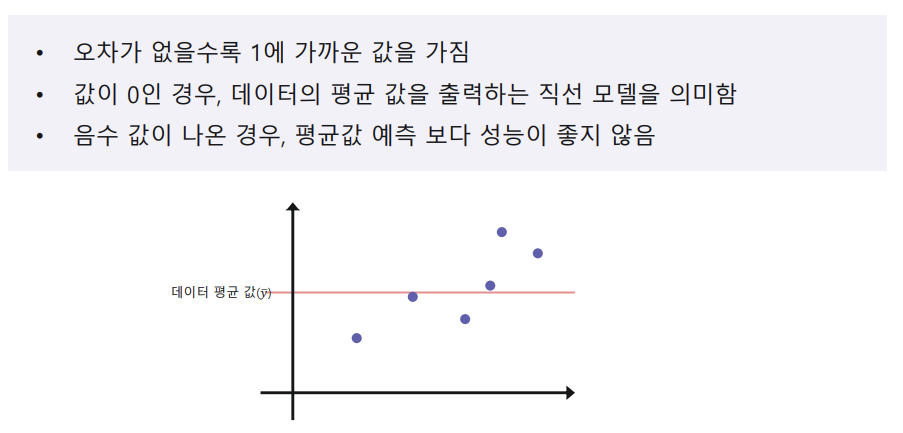 • 오차가 없을수록 1에 가까운 값을 가짐
• 값이 0인 경우, 데이터의 평균 값을 출력하는 직선 모델을 의미함
• 음수 값이 나온 경우, 평균값 예측 보다 성능이 좋지 않음
데이터 평균 값(y̅)